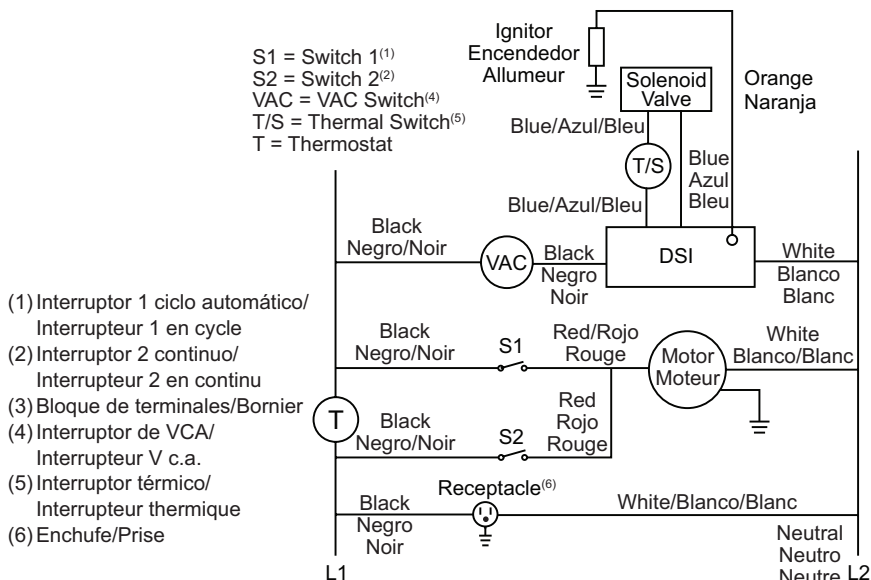 S1 = Switch 1(1)
S2 = Switch 2(2)
VAC = VAC Switch(4)
T/S = Thermal Switch(5)
T = Thermostat
Ignitor
Encendedor
Allumeur
Solenoid
Valve
Orange
Naranja
Blue/Azul/Bleu
T/S
Blue
Azul
Bleu
Blue/Azul/Bleu
Black
Negro/Noir
VAC
Black
Negro
Noir
DSI
White
Blanco
Blanc
(1) Interruptor 1 ciclo automático/
Interrupteur 1 en cycle
(2) Interruptor 2 continuo/
Interrupteur 2 en continu
(3) Bloque de terminales/Bornier
(4) Interruptor de VCA/
Interrupteur V c.a.
(5) Interruptor térmico/
Interrupteur thermique
(6) Enchufe/Prise
Black
Negro/Noir
S1
Red/Rojo
Rouge
Motor
Moteur
White
Blanco/Blanc
T
Black
Negro/Noir
S2
Red
Rojo
Rouge
Black
Negro
Noir
Receptacle(6)
White/Blanco/Blanc
Neutral
Neutro
Neutre
L1
L2